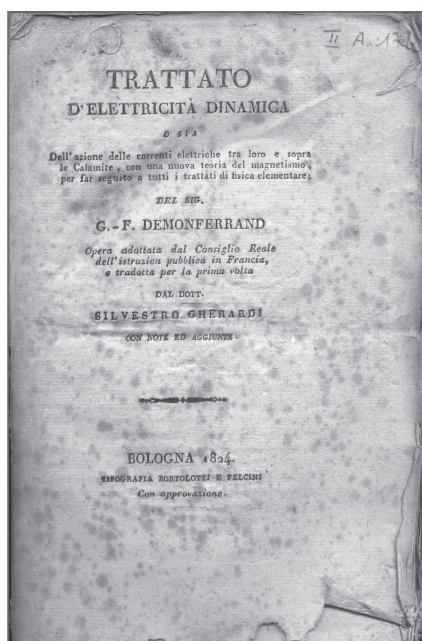 II A. 17
TRATTATO
D'ELETTRICITÀ DINAMICA
O SIA
Dell'azione delle correnti elettriche tra loro e sopra
le Calamite, con una nuova teoria del magnetismo,
per far seguito a tutti i trattati di fisica elementare;
DEL SIG.
G.-F. DEMONFERRAND
Opera adottata dal Consiglio Reale
dell'istruzion pubblica in Francia,
e tradotta per la prima volta
DAL DOTT.
SILVESTRO GHERARDI
CON NOTE ED AGGIUNTE.
BOLOGNA 1824.
TIPOGRAFIA BORTOLOTTI E FELCINI
Con approvazione.